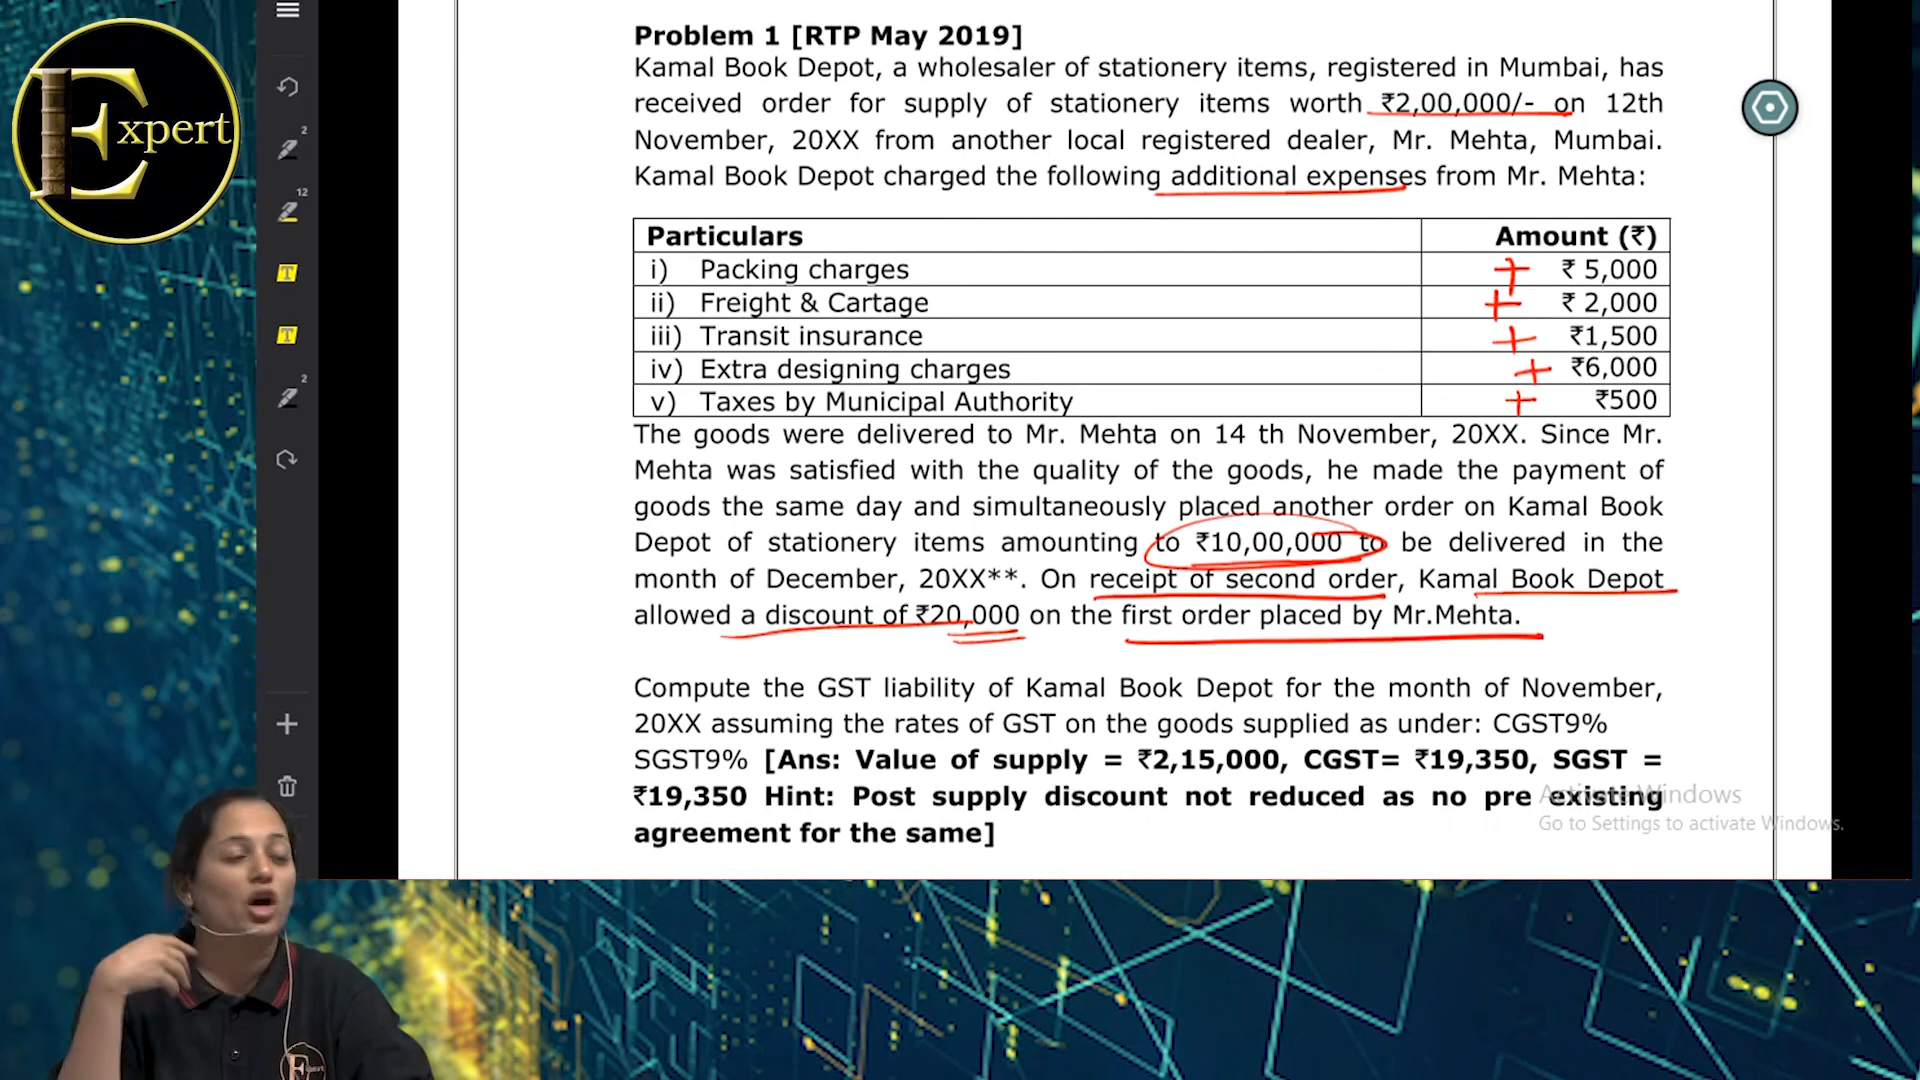 Expert
2
12
T
T
2
Problem 1 [RTP May 2019]
Kamal Book Depot, a wholesaler of stationery items, registered in Mumbai, has
received order for supply of stationery items worth ₹2,00,000/- on 12th
November, 20XX from another local registered dealer, Mr. Mehta, Mumbai.
Kamal Book Depot charged the following additional expenses from Mr. Mehta:
Particulars Amount (₹)
i) Packing charges + ₹ 5,000
ii) Freight & Cartage + ₹ 2,000
iii) Transit insurance + ₹1,500
iv) Extra designing charges + ₹6,000
v) Taxes by Municipal Authority + ₹500
The goods were delivered to Mr. Mehta on 14 th November, 20XX. Since Mr.
Mehta was satisfied with the quality of the goods, he made the payment of
goods the same day and simultaneously placed another order on Kamal Book
Depot of stationery items amounting to ₹10,00,000 to be delivered in the
month of December, 20XX**. On receipt of second order, Kamal Book Depot
allowed a discount of ₹20,000 on the first order placed by Mr.Mehta.
Compute the GST liability of Kamal Book Depot for the month of November,
20XX assuming the rates of GST on the goods supplied as under: CGST9%
SGST9% [Ans: Value of supply = ₹2,15,000, CGST= ₹19,350, SGST =
₹19,350 Hint: Post supply discount not reduced as no pre existing
agreement for the same]
Activate Windows
Go to Settings to activate Windows.
Expert